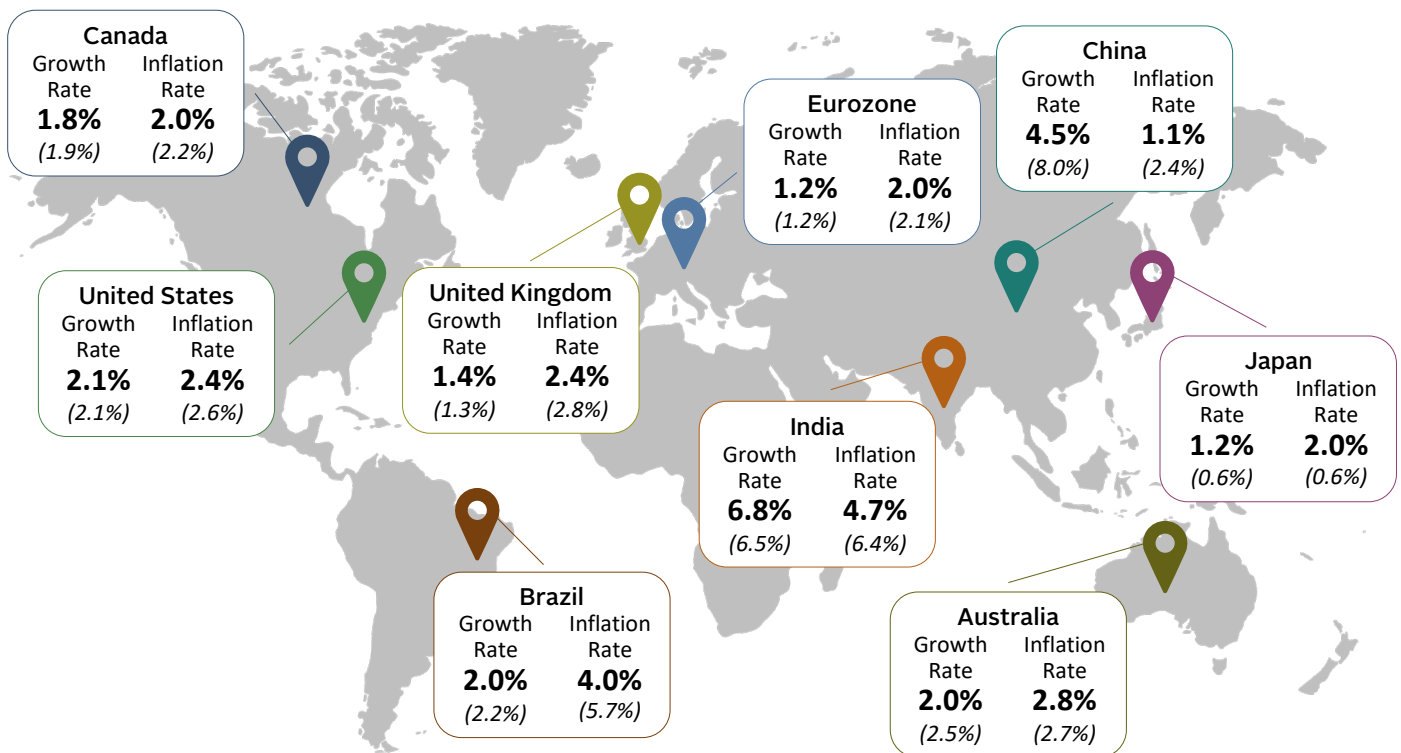 Canada
Growth Inflation
Rate Rate
1.8% 2.0%
(1.9%) (2.2%)
China
Growth Inflation
Rate Rate
4.5% 1.1%
(8.0%) (2.4%)
Eurozone
Growth Inflation
Rate Rate
1.2% 2.0%
(1.2%) (2.1%)
United States
Growth Inflation
Rate Rate
2.1% 2.4%
(2.1%) (2.6%)
United Kingdom
Growth Inflation
Rate Rate
1.4% 2.4%
(1.3%) (2.8%)
Japan
Growth Inflation
Rate Rate
1.2% 2.0%
(0.6%) (0.6%)
India
Growth Inflation
Rate Rate
6.8% 4.7%
(6.5%) (6.4%)
Brazil
Growth Inflation
Rate Rate
2.0% 4.0%
(2.2%) (5.7%)
Australia
Growth Inflation
Rate Rate
2.0% 2.8%
(2.5%) (2.7%)